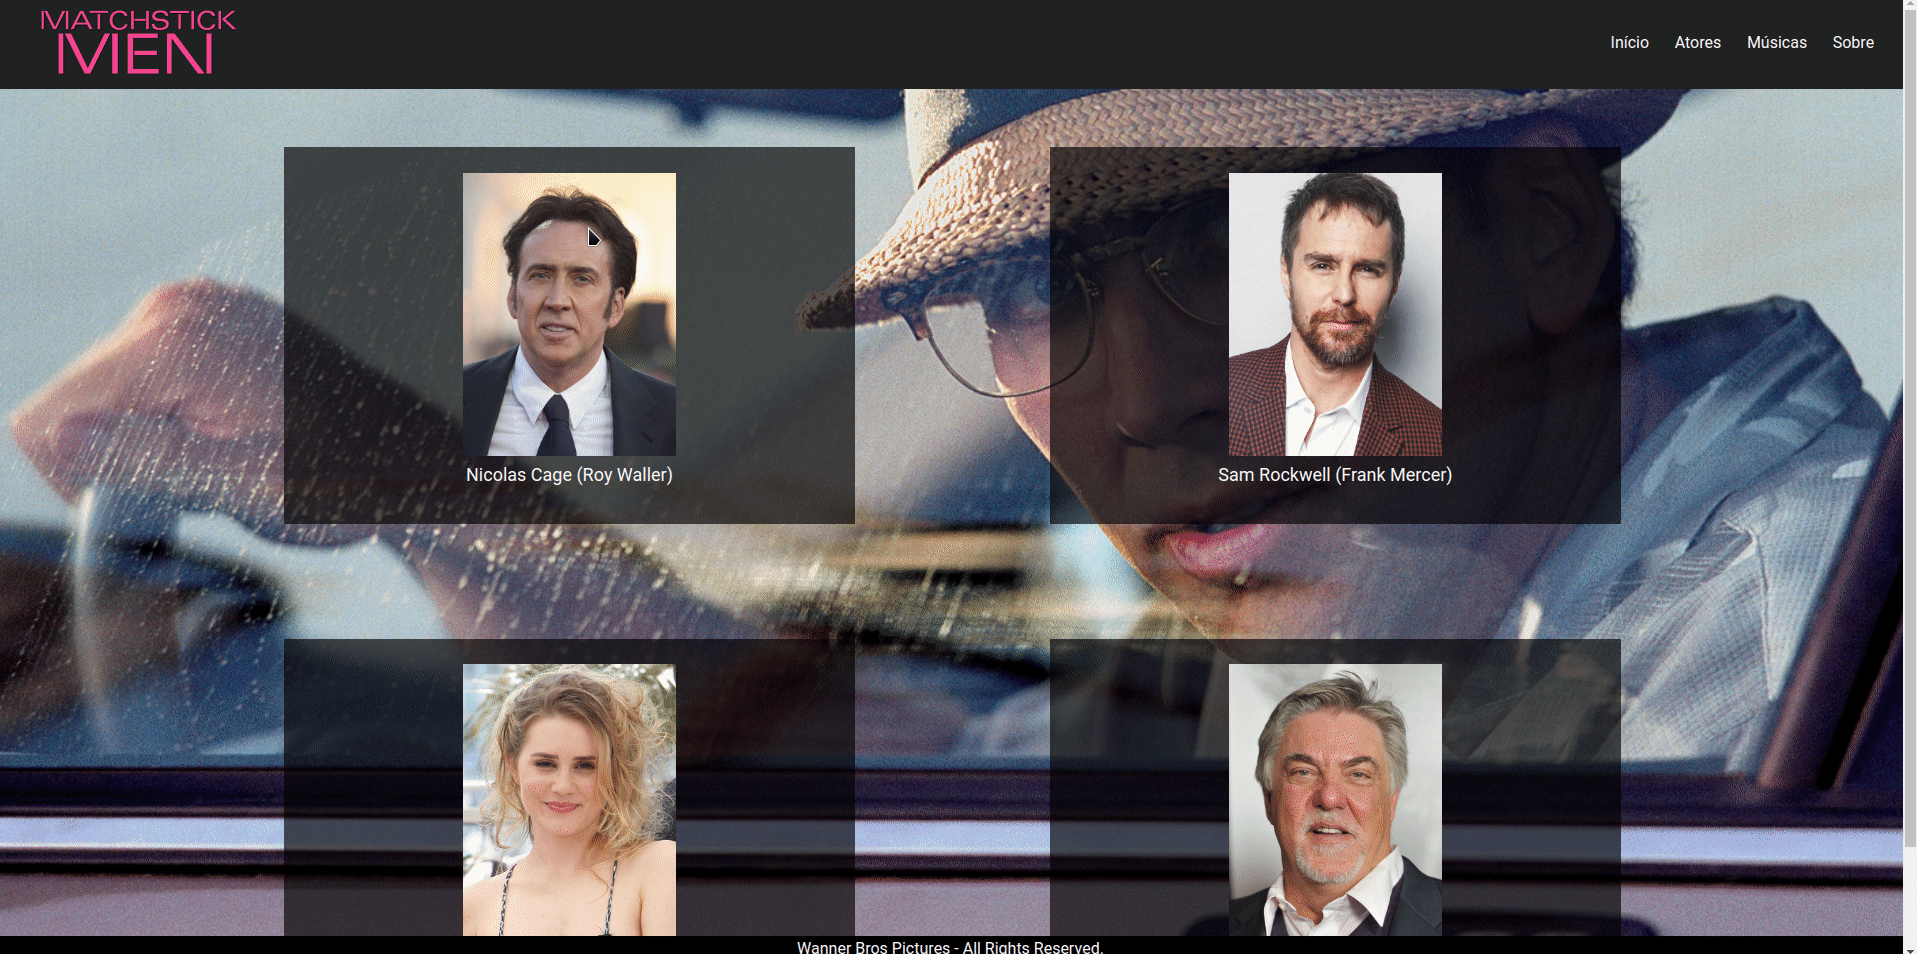 MATCHSTICK
MEN
Início Atores Músicas Sobre
Nicolas Cage (Roy Waller)
Sam Rockwell (Frank Mercer)
Wanner Bros Pictures - All Rights Reserved.